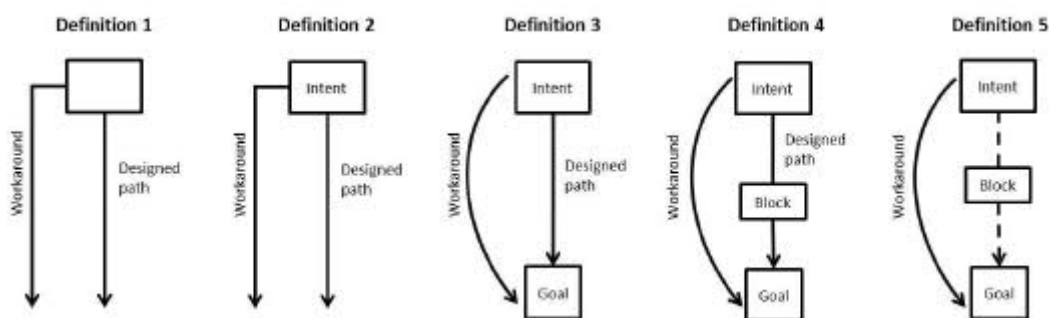 Definition 1
Definition 2
Definition 3
Definition 4
Definition 5
Workaround
Designed
path
Intent
Workaround
Designed
path
Intent
Workaround
Designed
path
Goal
Intent
Workaround
Designed
path
Block
Goal
Intent
Workaround
Block
Goal